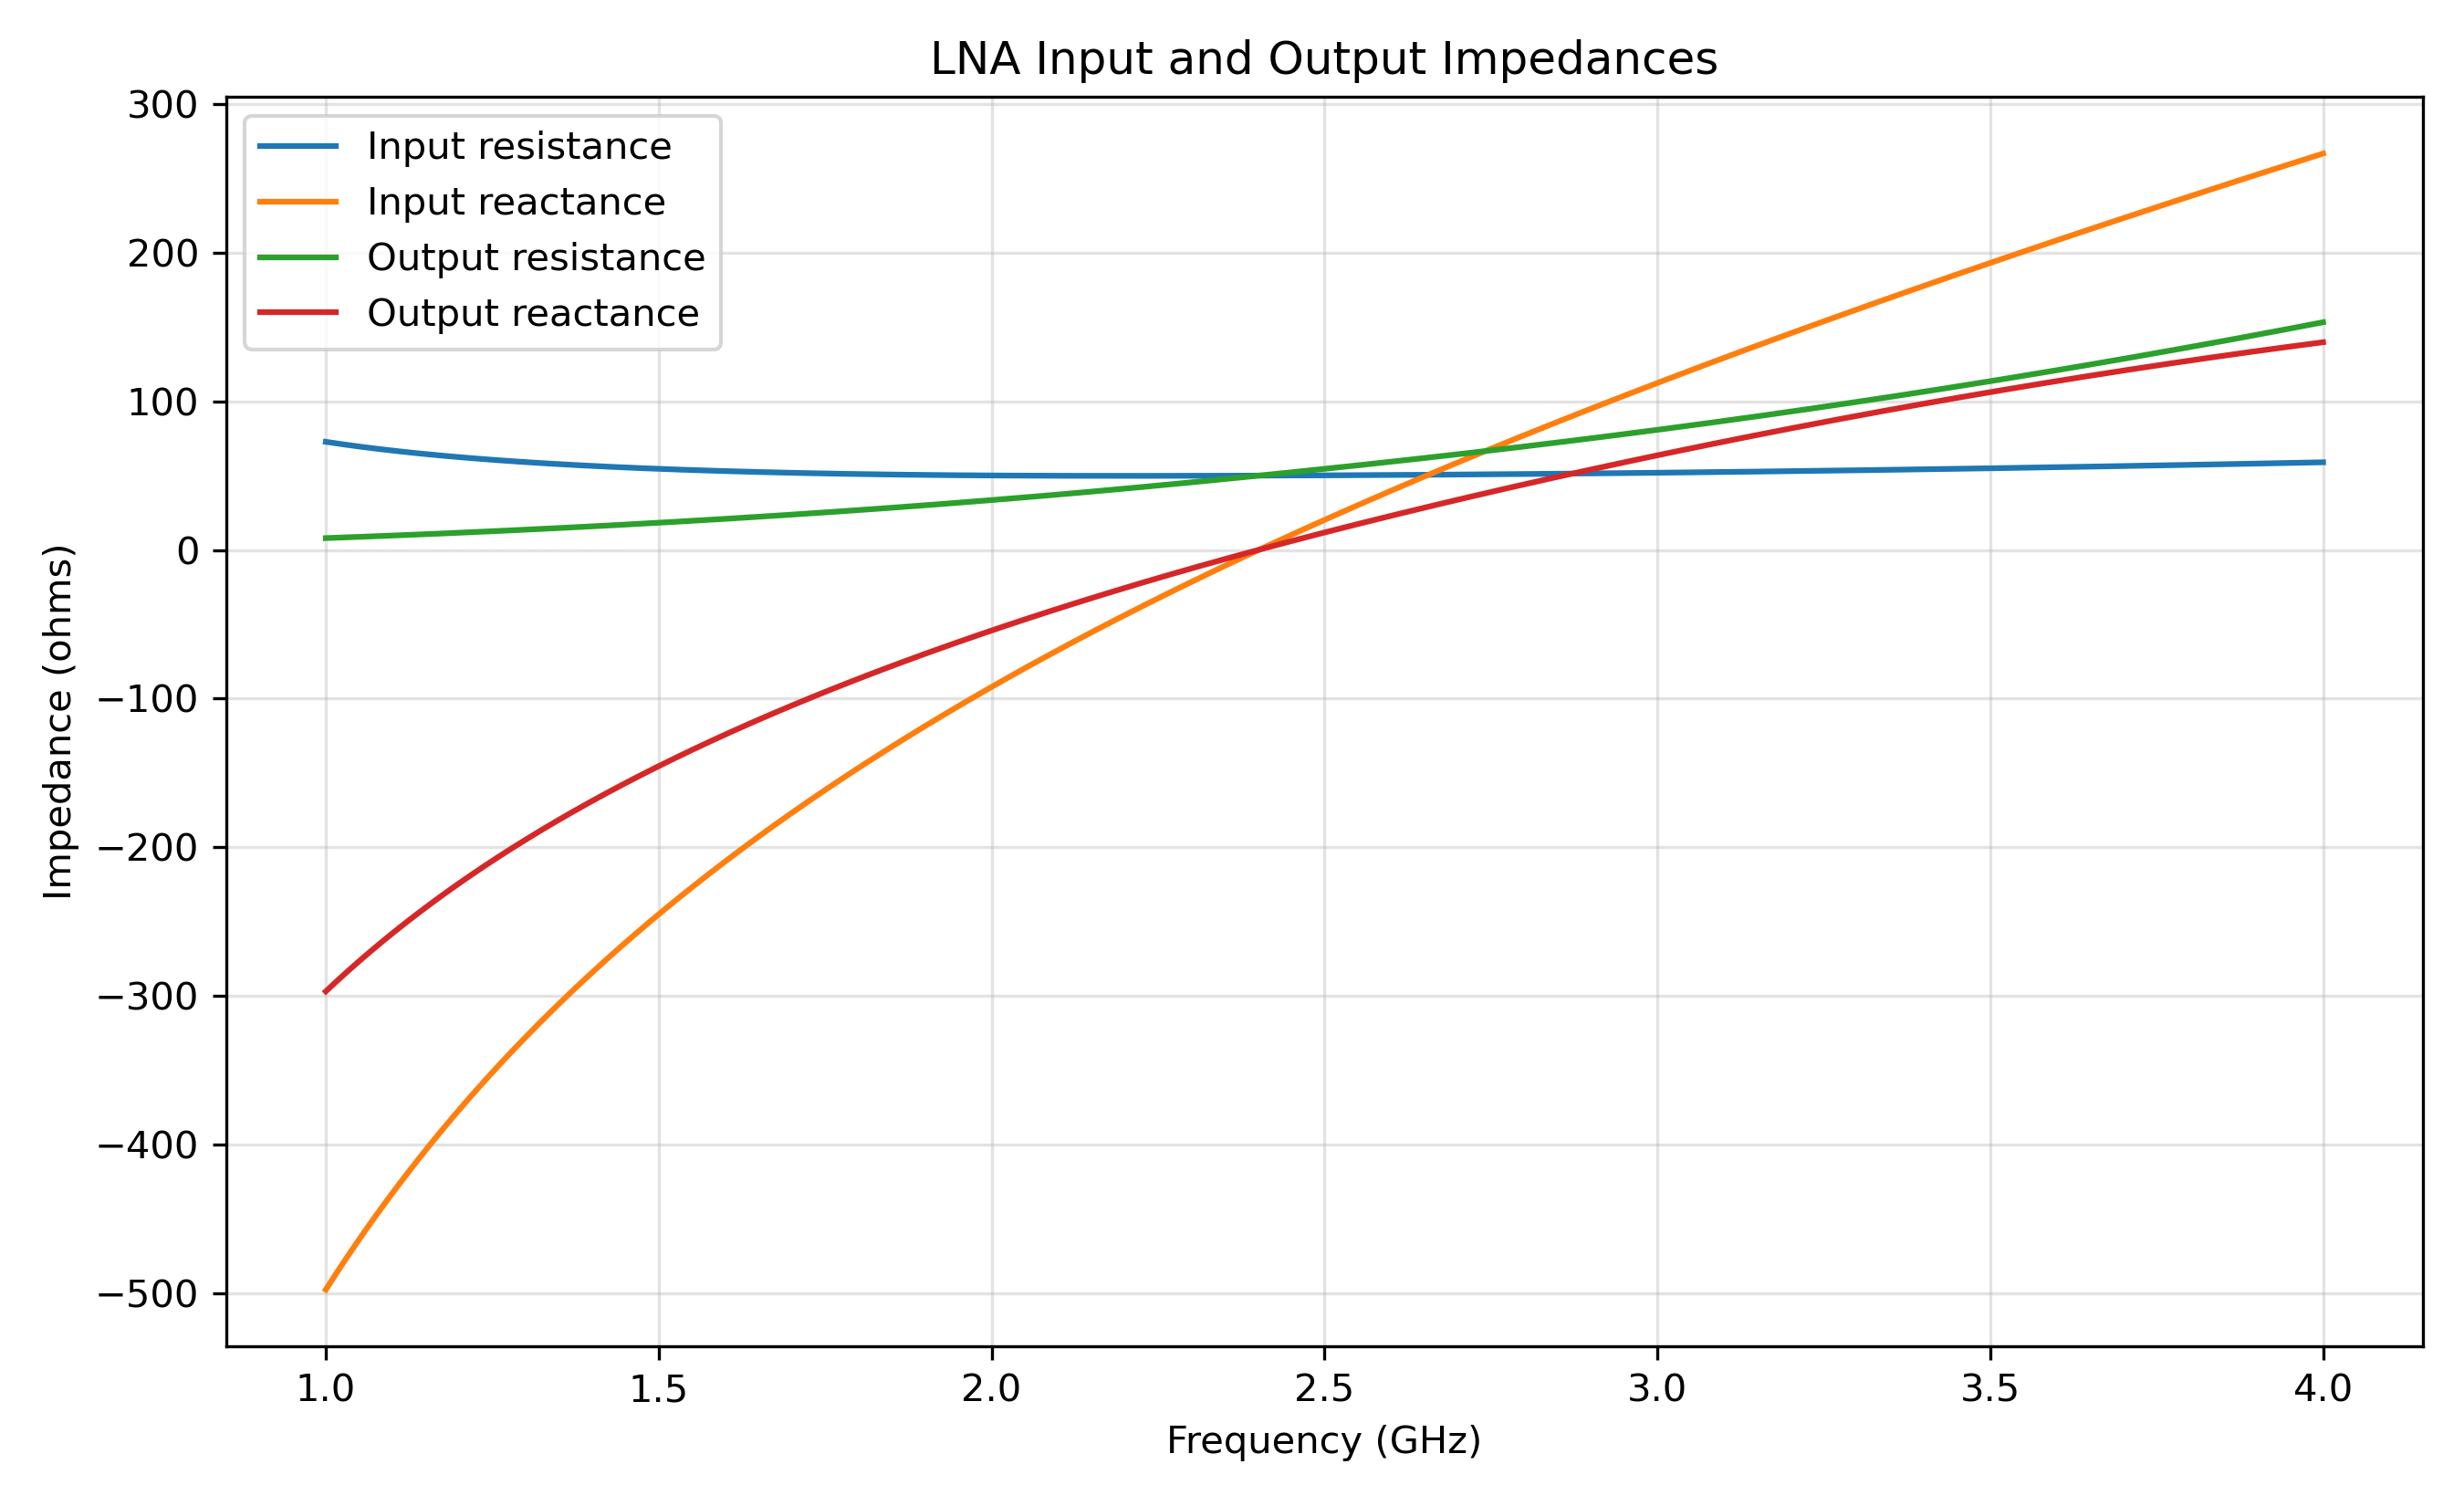 LNA Input and Output Impedances
Input resistance
Input reactance
Output resistance
Output reactance
Impedance (ohms)
300
200
100
0
−100
−200
−300
−400
−500
1.0 1.5 2.0 2.5 3.0 3.5 4.0
Frequency (GHz)